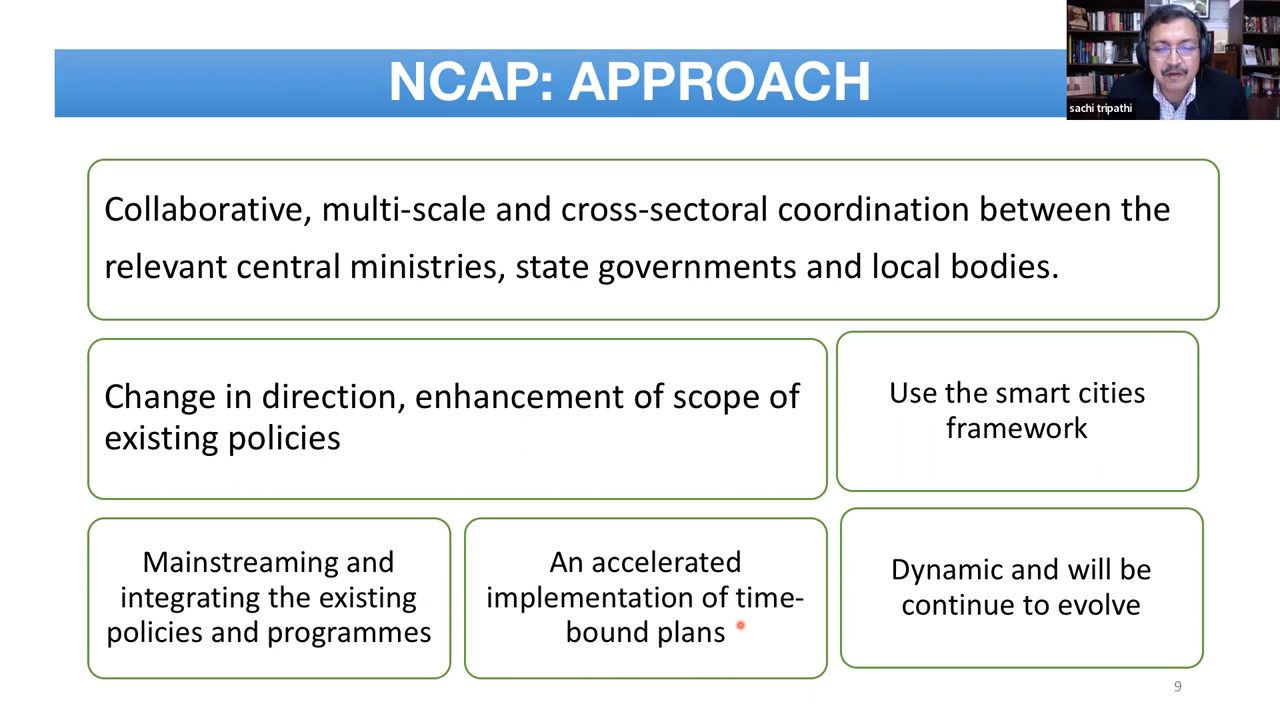 NCAP: APPROACH
sachi tripathi
Collaborative, multi-scale and cross-sectoral coordination between the
relevant central ministries, state governments and local bodies.
Change in direction, enhancement of scope of
existing policies
Use the smart cities
framework
Mainstreaming and
integrating the existing
policies and programmes
An accelerated
implementation of time-
bound plans
Dynamic and will be
continue to evolve
9